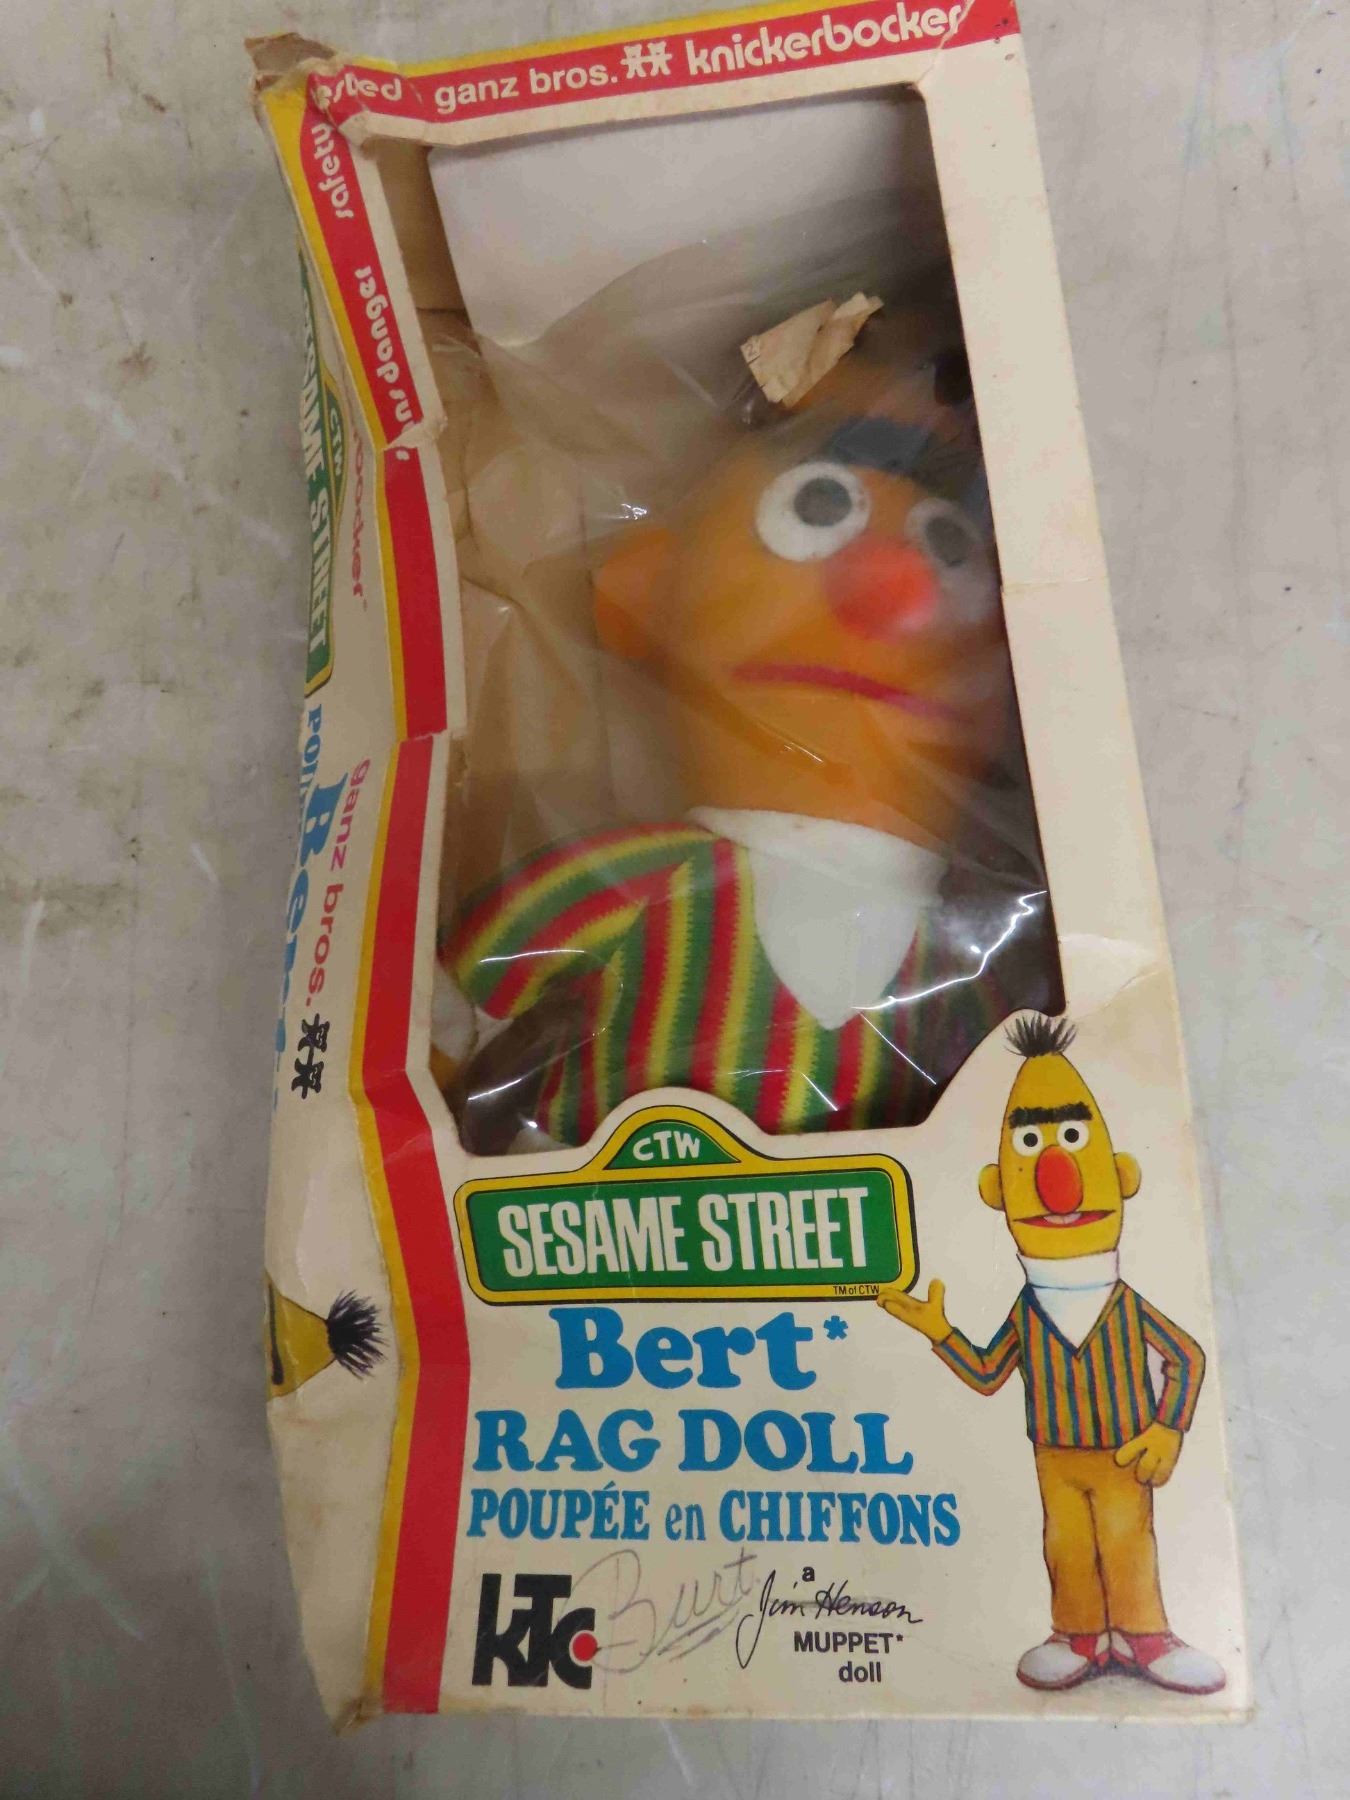 ganz bros. knickerbocker
safety
sans danger
CTW
SESAME STREET
ganz bros.
CTW
SESAME STREET
TM of CTW
Bert*
RAG DOLL
POUPÉE en CHIFFONS
KTC
Burt
a
Jim Henson
MUPPET*
doll